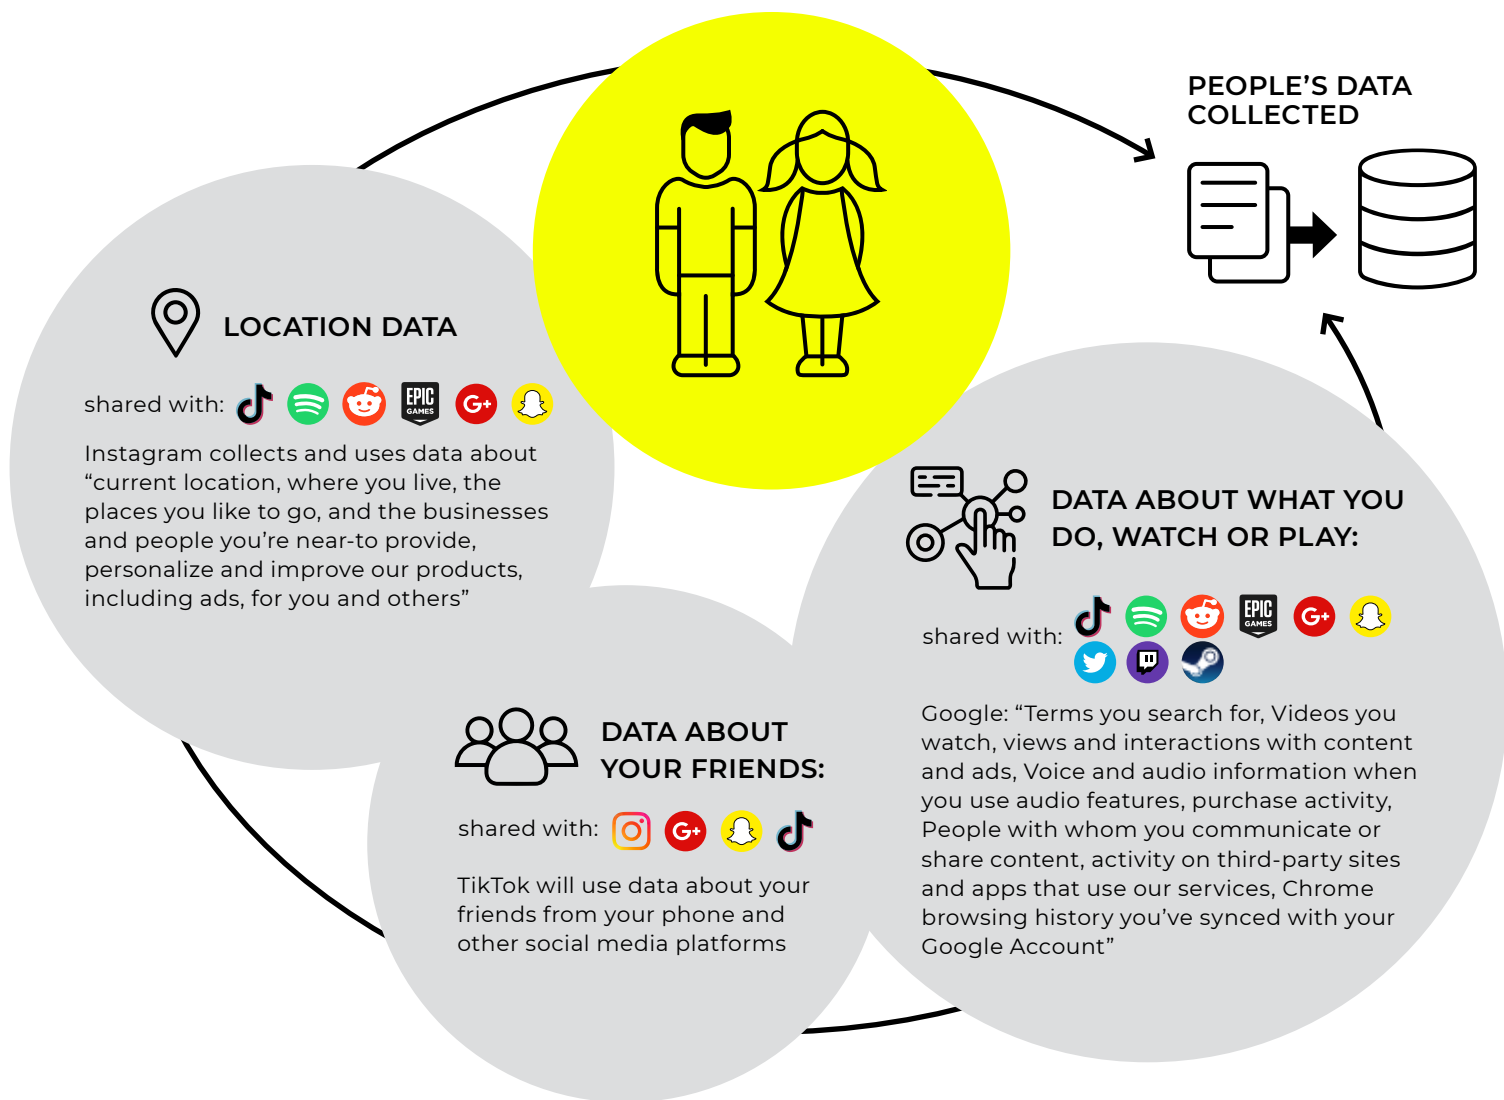 PEOPLE’S DATA
COLLECTED
LOCATION DATA
shared with:
EPIC
GAMES
G+
Instagram collects and uses data about
“current location, where you live, the
places you like to go, and the businesses
and people you’re near-to provide,
personalize and improve our products,
including ads, for you and others”
DATA ABOUT WHAT YOU
DO, WATCH OR PLAY:
shared with:
EPIC
GAMES
G+
Google: “Terms you search for, Videos you
watch, views and interactions with content
and ads, Voice and audio information when
you use audio features, purchase activity,
People with whom you communicate or
share content, activity on third-party sites
and apps that use our services, Chrome
browsing history you’ve synced with your
Google Account”
DATA ABOUT
YOUR FRIENDS:
shared with:
G+
TikTok will use data about your
friends from your phone and
other social media platforms